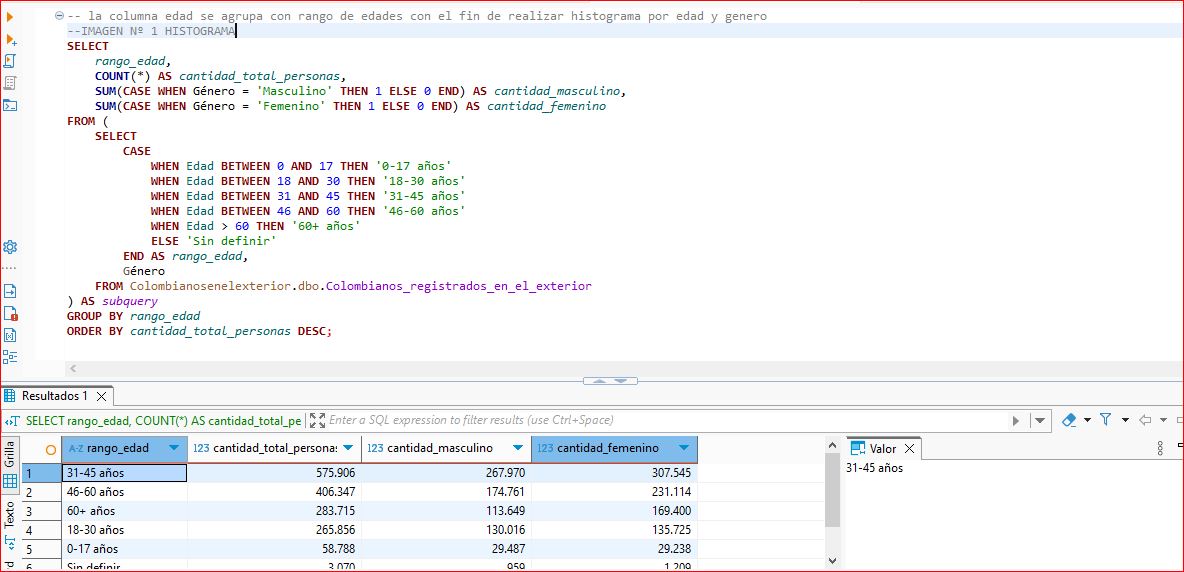 -- la columna edad se agrupa con rango de edades con el fin de realizar histograma por edad y genero
--IMAGEN Nº 1 HISTOGRAMA
SELECT
rango_edad,
COUNT(*) AS cantidad_total_personas,
SUM(CASE WHEN Género = 'Masculino' THEN 1 ELSE 0 END) AS cantidad_masculino,
SUM(CASE WHEN Género = 'Femenino' THEN 1 ELSE 0 END) AS cantidad_femenino
FROM (
SELECT
CASE
WHEN Edad BETWEEN 0 AND 17 THEN '0-17 años'
WHEN Edad BETWEEN 18 AND 30 THEN '18-30 años'
WHEN Edad BETWEEN 31 AND 45 THEN '31-45 años'
WHEN Edad BETWEEN 46 AND 60 THEN '46-60 años'
WHEN Edad > 60 THEN '60+ años'
ELSE 'Sin definir'
END AS rango_edad,
Género
FROM Colombianosenelexterior.dbo.Colombianos_registrados_en_el_exterior
) AS subquery
GROUP BY rango_edad
ORDER BY cantidad_total_personas DESC;
Resultados 1
SELECT rango_edad, COUNT(*) AS cantidad_total_pe Enter a SQL expression to filter results (use Ctrl+Space)
Grilla
Texto
A-Z rango_edad 123 cantidad_total_personas 123 cantidad_masculino 123 cantidad_femenino
1 31-45 años 575.906 267.970 307.545
2 46-60 años 406.347 174.761 231.114
3 60+ años 283.715 113.649 169.400
4 18-30 años 265.856 130.016 135.725
5 0-17 años 58.788 29.487 29.238
6 Sin definir 3.070 959 1.209
Valor
31-45 años